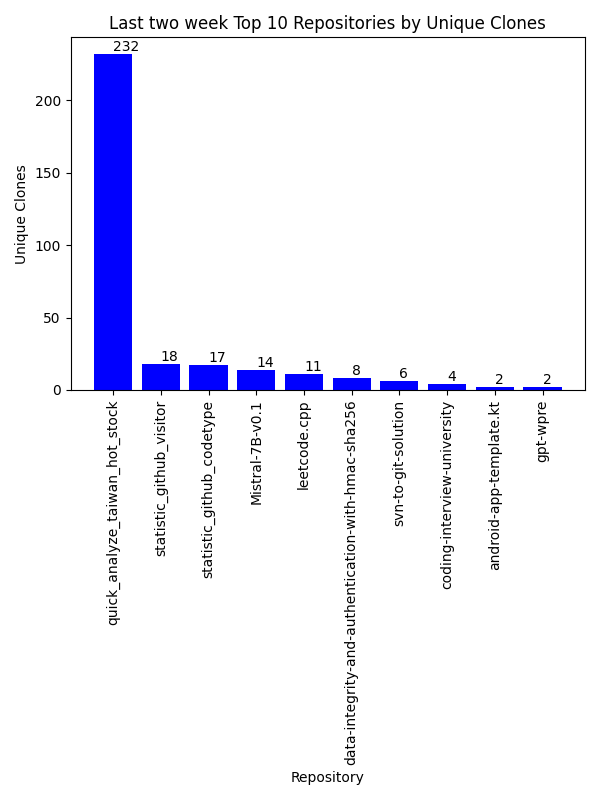 Last two week Top 10 Repositories by Unique Clones
232
200
150
100
50
0
Unique Clones
18
17
14
11
8
6
4
2
2
quick_analyze_taiwan_hot_stock
statistic_github_visitor
statistic_github_codetype
Mistral-7B-v0.1
leetcode.cpp
data-integrity-and-authentication-with-hmac-sha256
svn-to-git-solution
coding-interview-university
android-app-template.kt
gpt-wpre
Repository